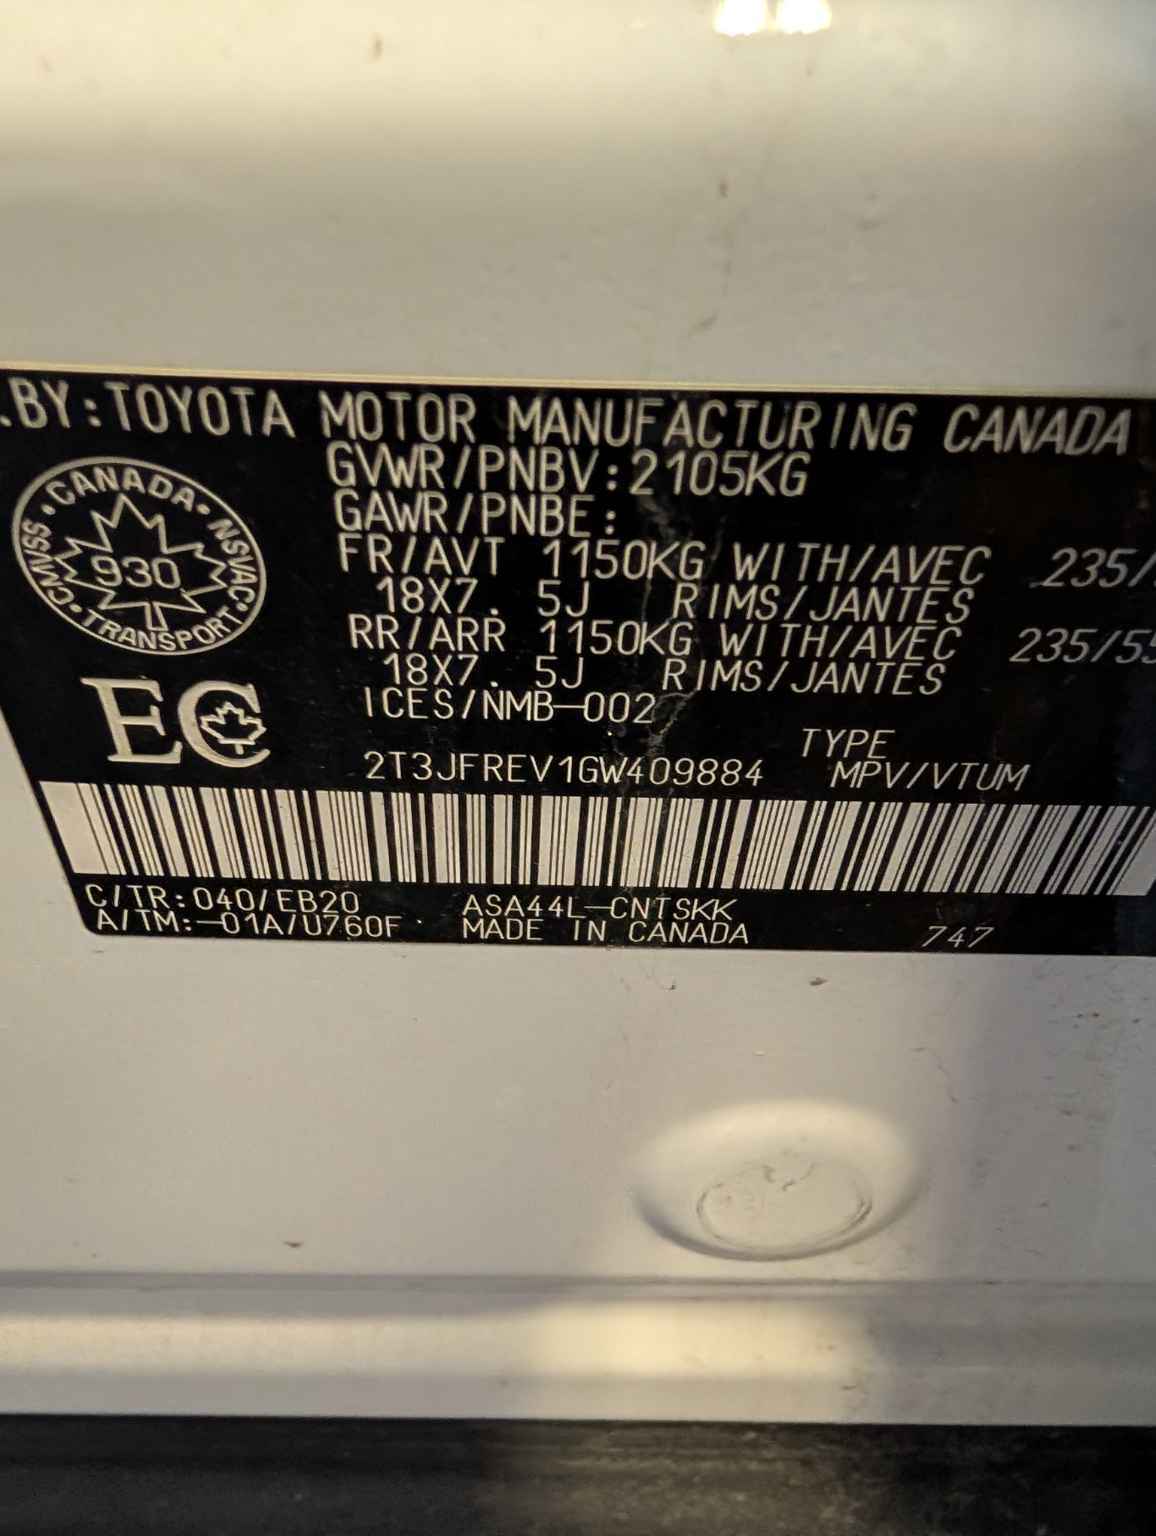 .BY:TOYOTA MOTOR MANUFACTURING CANADA
GVWR/PNBV:2105KG
GAWR/PNBE:
FR/AVT 1150KG WITH/AVEC 235/
18X7. 5J RIMS/JANTES
RR/ARR 1150KG WITH/AVEC 235/55
18X7. 5J RIMS/JANTES
ICES/NMB-002
CANADA
CMVSS NSVAC
930
TRANSPORT
EC
TYPE
2T3JFREV1GW409884 MPV/VTUM
C/TR:040/EB20 ASA44L-CNTSKK
A/TM:-01A/U760F MADE IN CANADA 747